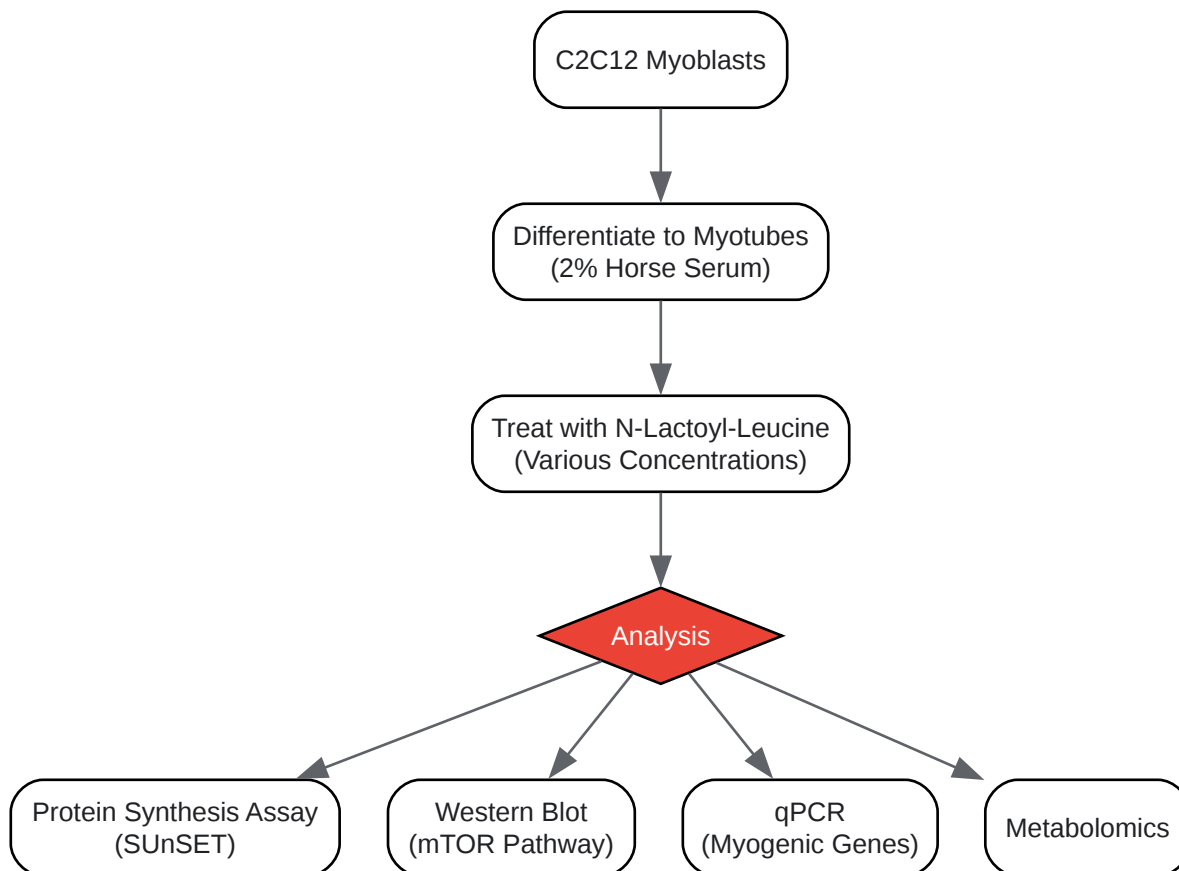 C2C12 Myoblasts
Differentiate to Myotubes
(2% Horse Serum)
Treat with N-Lactoyl-Leucine
(Various Concentrations)
Analysis
Protein Synthesis Assay
(SUnSET)
Western Blot
(mTOR Pathway)
qPCR
(Myogenic Genes)
Metabolomics